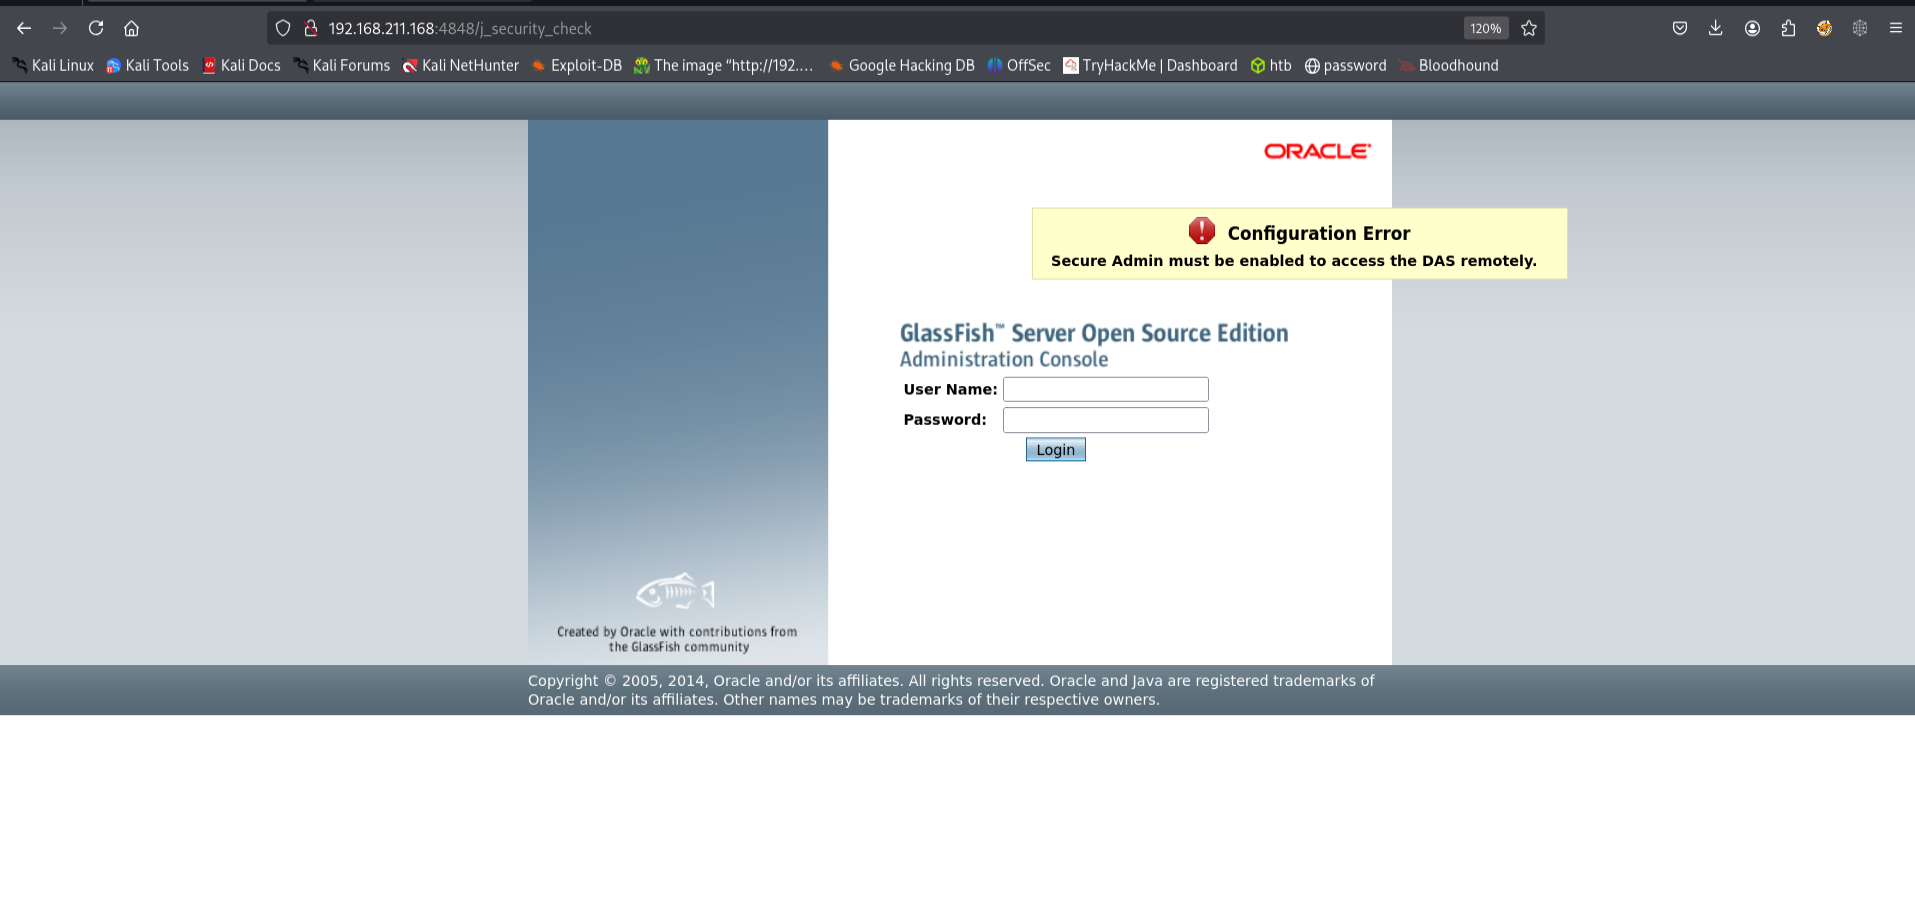 192.168.211.168:4848/j_security_check
120%
Kali Linux Kali Tools Kali Docs Kali Forums Kali NetHunter Exploit-DB The image "http://192.... Google Hacking DB OffSec TryHackMe | Dashboard htb password Bloodhound
ORACLE
Configuration Error
Secure Admin must be enabled to access the DAS remotely.
GlassFish™ Server Open Source Edition
Administration Console
User Name:
Password:
Login
Created by Oracle with contributions from
the GlassFish community
Copyright © 2005, 2014, Oracle and/or its affiliates. All rights reserved. Oracle and Java are registered trademarks of
Oracle and/or its affiliates. Other names may be trademarks of their respective owners.